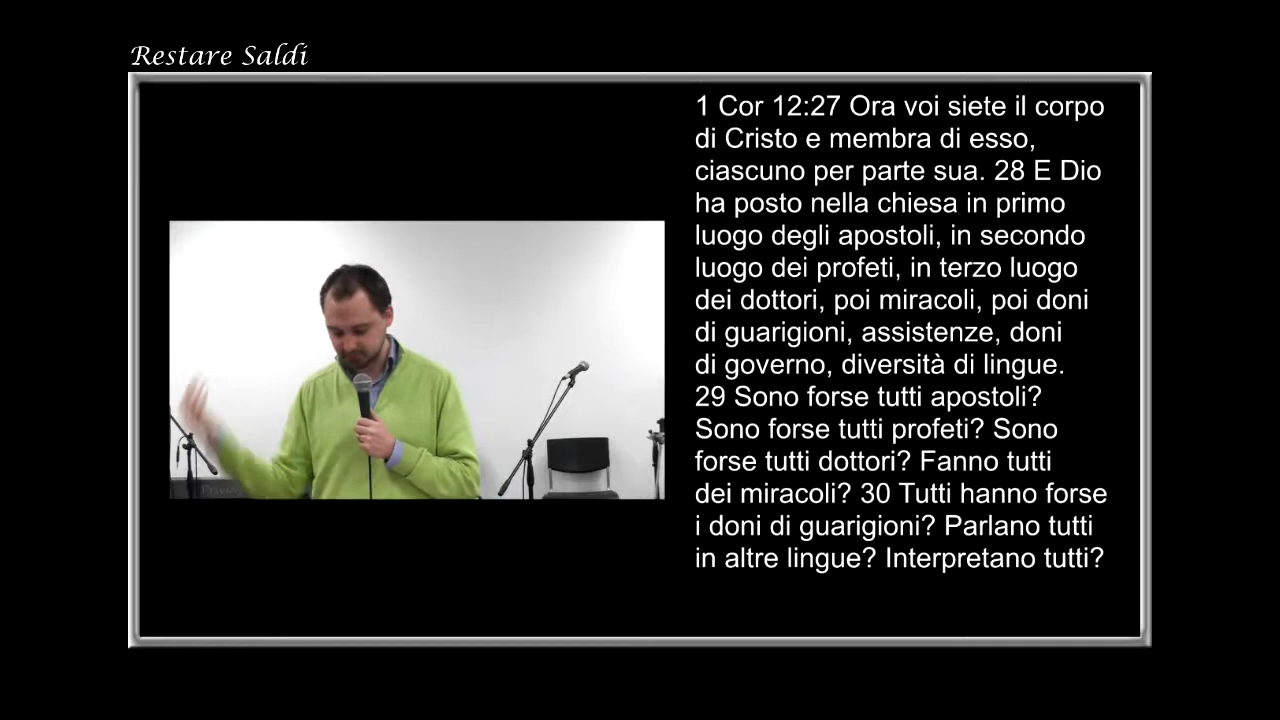 Restare Saldi
1 Cor 12:27 Ora voi siete il corpo
di Cristo e membra di esso,
ciascuno per parte sua. 28 E Dio
ha posto nella chiesa in primo
luogo degli apostoli, in secondo
luogo dei profeti, in terzo luogo
dei dottori, poi miracoli, poi doni
di guarigioni, assistenze, doni
di governo, diversità di lingue.
29 Sono forse tutti apostoli?
Sono forse tutti profeti? Sono
forse tutti dottori? Fanno tutti
dei miracoli? 30 Tutti hanno forse
i doni di guarigioni? Parlano tutti
in altre lingue? Interpretano tutti?